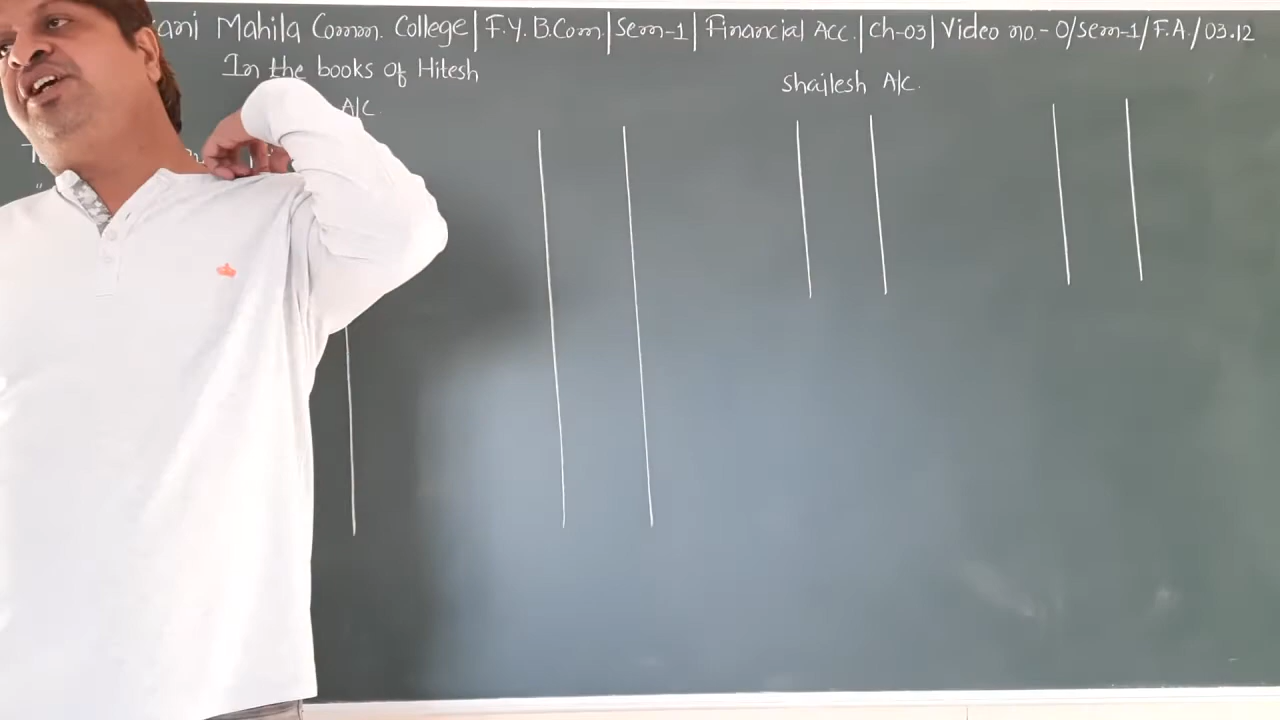 Mahila Comm. College | F.Y. B.Com. | Sem-1 | Financial Acc. | Ch-03 | Video no.- 0/Sem-1/F.A./03.12
In the books of Hitesh
Shailesh A/C.
A/C.